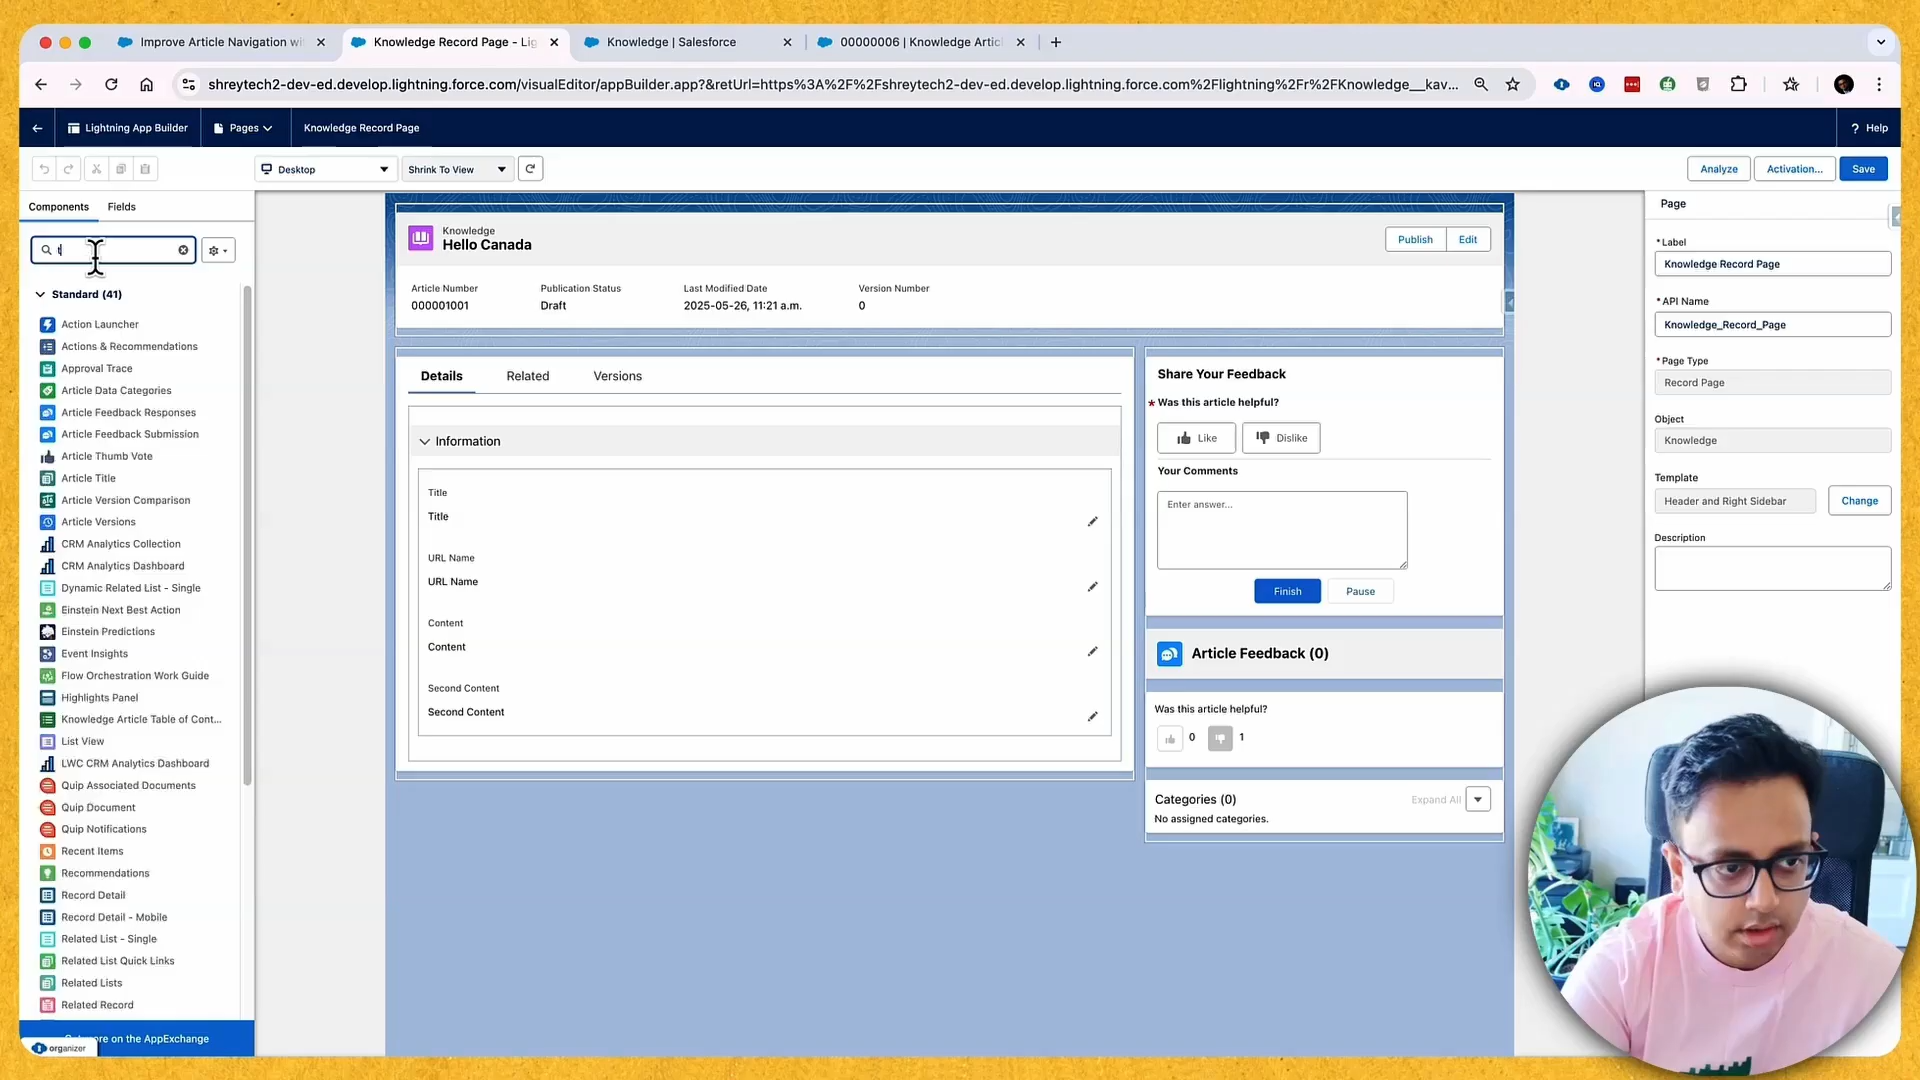 Improve Article Navigation wi
Knowledge Record Page - Lig
Knowledge | Salesforce
00000006 | Knowledge Articl
shreytech2-dev-ed.develop.lightning.force.com/visualEditor/appBuilder.app?&retUrl=https%3A%2F%2Fshreytech2-dev-ed.develop.lightning.force.com%2Flightning%2Fr%2FKnowledge__kav...
Lightning App Builder
Pages
Knowledge Record Page
? Help
Desktop
Shrink To View
Analyze
Activation...
Save
Components
Fields
t
Standard (41)
Action Launcher
Actions & Recommendations
Approval Trace
Article Data Categories
Article Feedback Responses
Article Feedback Submission
Article Thumb Vote
Article Title
Article Version Comparison
Article Versions
CRM Analytics Collection
CRM Analytics Dashboard
Dynamic Related List - Single
Einstein Next Best Action
Einstein Predictions
Event Insights
Flow Orchestration Work Guide
Highlights Panel
Knowledge Article Table of Cont...
List View
LWC CRM Analytics Dashboard
Quip Associated Documents
Quip Document
Quip Notifications
Recent Items
Recommendations
Record Detail
Record Detail - Mobile
Related List - Single
Related List Quick Links
Related Lists
Related Record
on the AppExchange
organizer
Knowledge
Hello Canada
Publish
Edit
Article Number
000001001
Publication Status
Draft
Last Modified Date
2025-05-26, 11:21 a.m.
Version Number
0
Details
Related
Versions
Information
Title
Title
URL Name
URL Name
Content
Content
Second Content
Second Content
Share Your Feedback
* Was this article helpful?
Like
Dislike
Your Comments
Enter answer...
Finish
Pause
Article Feedback (0)
Was this article helpful?
0
1
Categories (0)
Expand All
No assigned categories.
Page
* Label
Knowledge Record Page
* API Name
Knowledge_Record_Page
* Page Type
Record Page
Object
Knowledge
Template
Header and Right Sidebar
Change
Description